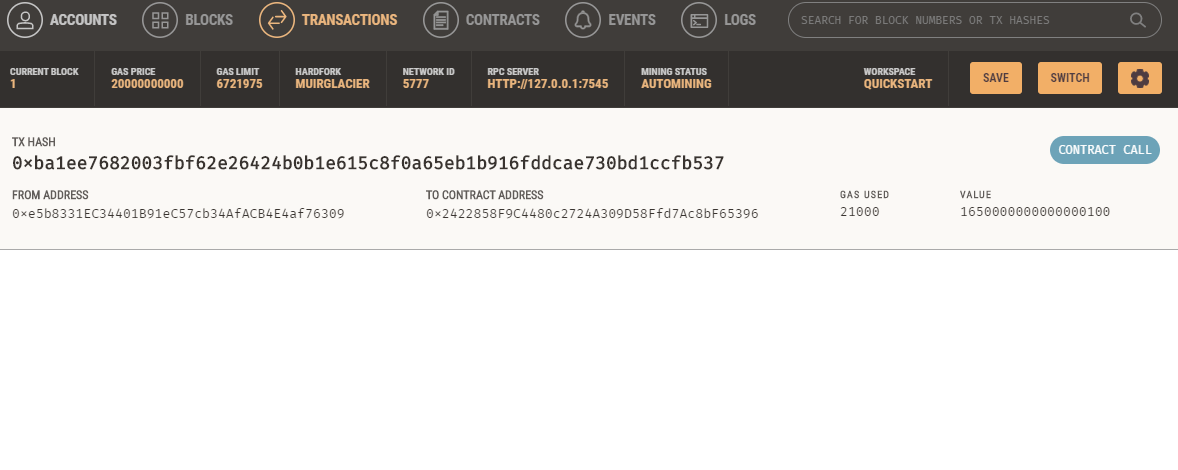 ACCOUNTS BLOCKS TRANSACTIONS CONTRACTS EVENTS LOGS SEARCH FOR BLOCK NUMBERS OR TX HASHES
CURRENT BLOCK GAS PRICE GAS LIMIT HARDFORK NETWORK ID RPC SERVER MINING STATUS WORKSPACE
1 20000000000 6721975 MUIRGLACIER 5777 HTTP://127.0.0.1:7545 AUTOMINING QUICKSTART SAVE SWITCH
TX HASH
0×ba1ee7682003fbf62e26424b0b1e615c8f0a65eb1b916fddcae730bd1ccfb537 CONTRACT CALL
FROM ADDRESS TO CONTRACT ADDRESS GAS USED VALUE
0×e5b8331EC34401B91eC57cb34AfACB4E4af76309 0×2422858F9C4480c2724A309D58Ffd7Ac8bF65396 21000 1650000000000000100